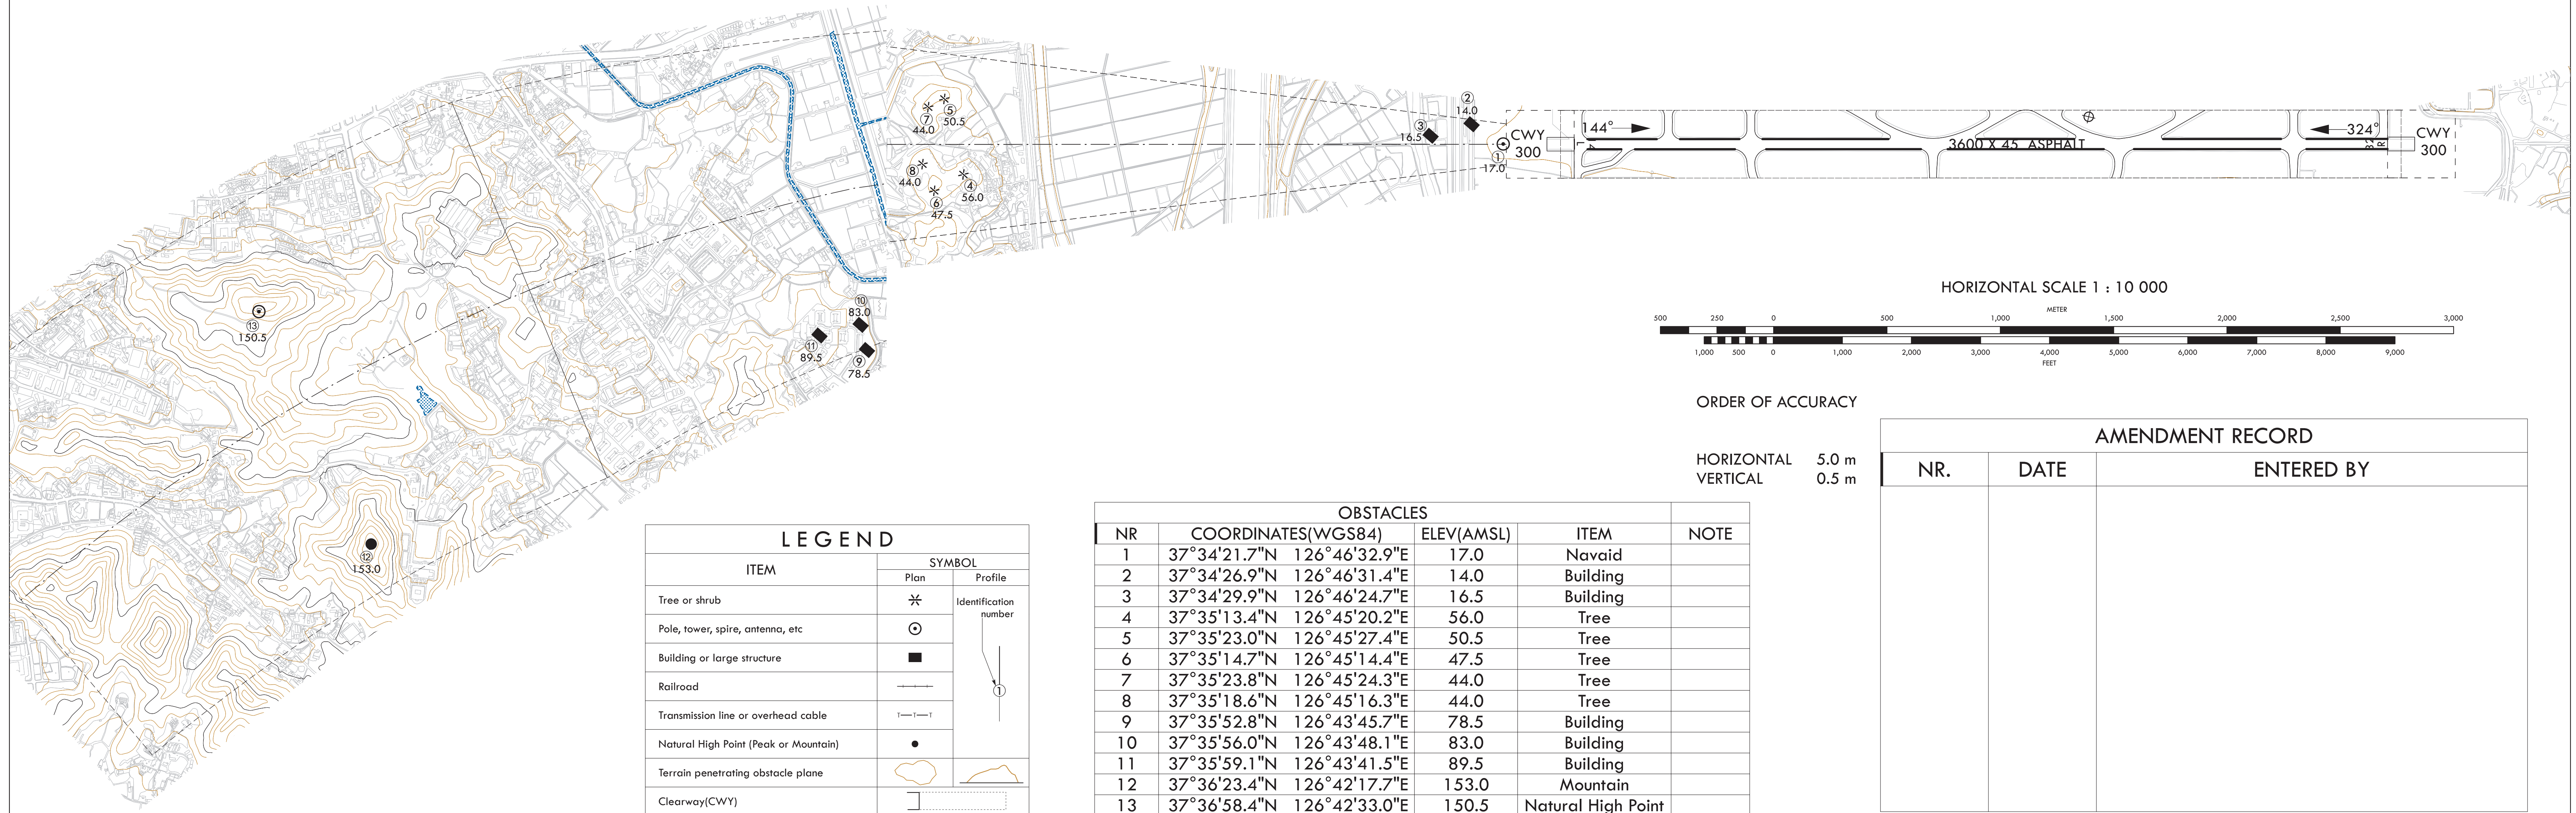 ⑤
50.5
⑦
44.0
⑧
44.0
④
56.0
⑥
47.5
②
14.0
③
16.5
①
17.0
CWY
300
144°
3600 X 45 ASPHALT
324°
CWY
300
⑬
150.5
⑩
83.0
⑪
89.5
⑨
78.5
⑫
153.0
HORIZONTAL SCALE 1 : 10 000
METER
500 250 0 500 1,000 1,500 2,000 2,500 3,000
1,000 500 0 1,000 2,000 3,000 4,000 5,000 6,000 7,000 8,000 9,000
FEET
ORDER OF ACCURACY
HORIZONTAL 5.0 m
VERTICAL 0.5 m
AMENDMENT RECORD
NR. DATE ENTERED BY
LEGEND
ITEM SYMBOL
Plan Profile
Tree or shrub
Identification
number
Pole, tower, spire, antenna, etc
Building or large structure
Railroad
①
Transmission line or overhead cable T T T
Natural High Point (Peak or Mountain)
Terrain penetrating obstacle plane
Clearway(CWY)
OBSTACLES
NR COORDINATES(WGS84) ELEV(AMSL) ITEM NOTE
1 37°34'21.7"N 126°46'32.9"E 17.0 Navaid
2 37°34'26.9"N 126°46'31.4"E 14.0 Building
3 37°34'29.9"N 126°46'24.7"E 16.5 Building
4 37°35'13.4"N 126°45'20.2"E 56.0 Tree
5 37°35'23.0"N 126°45'27.4"E 50.5 Tree
6 37°35'14.7"N 126°45'14.4"E 47.5 Tree
7 37°35'23.8"N 126°45'24.3"E 44.0 Tree
8 37°35'18.6"N 126°45'16.3"E 44.0 Tree
9 37°35'52.8"N 126°43'45.7"E 78.5 Building
10 37°35'56.0"N 126°43'48.1"E 83.0 Building
11 37°35'59.1"N 126°43'41.5"E 89.5 Building
12 37°36'23.4"N 126°42'17.7"E 153.0 Mountain
13 37°36'58.4"N 126°42'33.0"E 150.5 Natural High Point